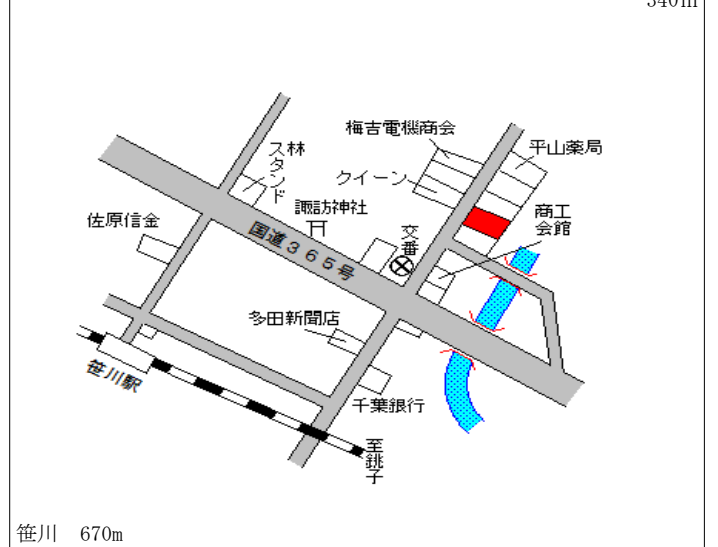 340m
梅吉電機商会
平山薬局
林
スタンド
クイーン
諏訪神社
商工
会館
佐原信金
交番
国道365号
多田新聞店
笹川駅
千葉銀行
至銚子
笹川 670m